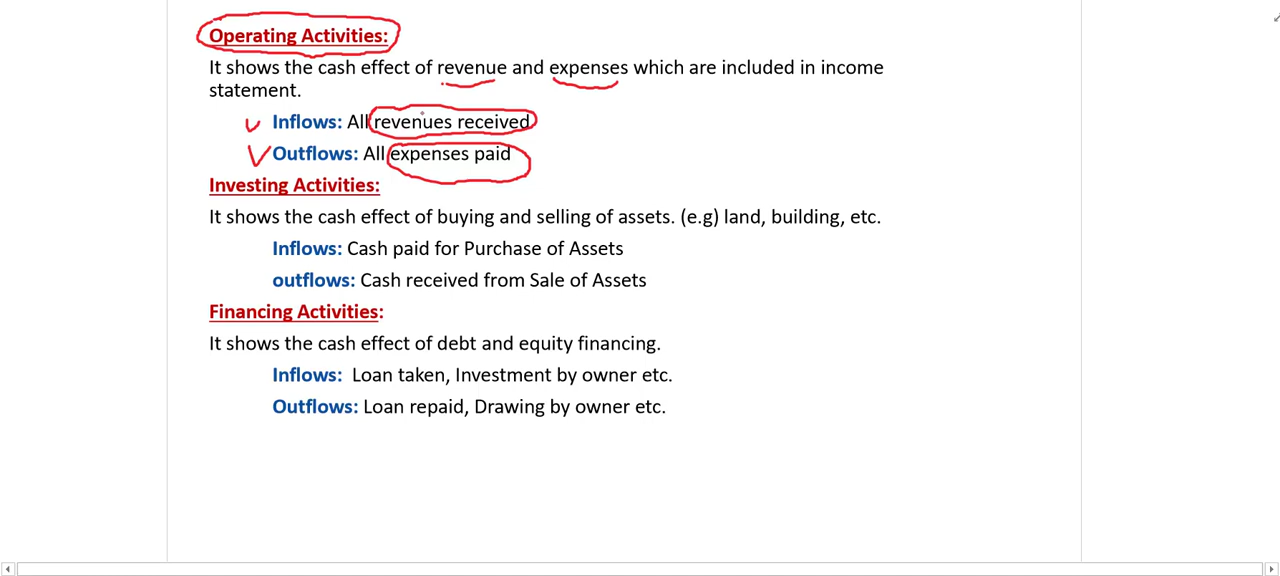 Operating Activities:
It shows the cash effect of revenue and expenses which are included in income
statement.
Inflows: All revenues received
Outflows: All expenses paid
Investing Activities:
It shows the cash effect of buying and selling of assets. (e.g) land, building, etc.
Inflows: Cash paid for Purchase of Assets
outflows: Cash received from Sale of Assets
Financing Activities:
It shows the cash effect of debt and equity financing.
Inflows: Loan taken, Investment by owner etc.
Outflows: Loan repaid, Drawing by owner etc.